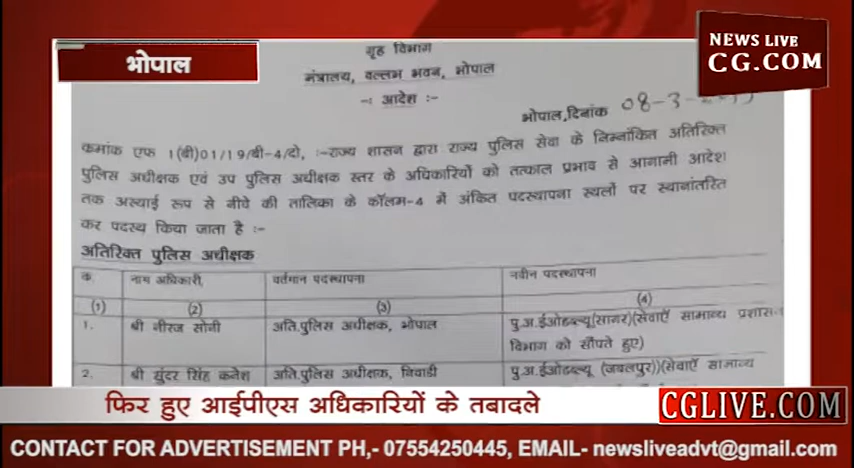 भोपाल
NEWS LIVE
CG.COM
गृह विभाग
मंत्रालय, वल्लभ भवन, भोपाल
-: आदेश :-
भोपाल,दिनांक 08-3-
कमांक एफ 1(बी)01/19/बी-4/दो, :-राज्य शासन द्वारा राज्य पुलिस सेवा के निम्नांकित अतिरिक्त
पुलिस अधीक्षक एवं उप पुलिस अधीक्षक स्तर के अधिकारियों को तत्काल प्रभाव से आगामी आदेश
तक अस्थाई रूप से नीचे की तालिका के कॉलम-4 में अंकित पदस्थापना स्थलों पर स्थानांतरित
कर पदस्थ किया जाता है :-
अतिरिक्त पुलिस अधीक्षक
क. नाम अधिकारी, वर्तमान पदस्थापना नवीन पदस्थापना
(1) (2) (3) (4)
1. श्री नीरज सोनी अति.पुलिस अधीक्षक, भोपाल पु.अ.ईओडब्ल्यू(सागर)(सेवाऐं सामान्य प्रशास
विभाग को सौंपते हुए)
2. श्री सुंदर सिंह कनेश अति.पुलिस अधीक्षक, निवाडी पु.अ.ईओडब्ल्यू (जबलपुर))(सेवाऐं सामान्य
फिर हुए आईपीएस अधिकारियों के तबादले
CGLIVE.COM
CONTACT FOR ADVERTISEMENT PH,- 07554250445, EMAIL- newsliveadvt@gmail.com